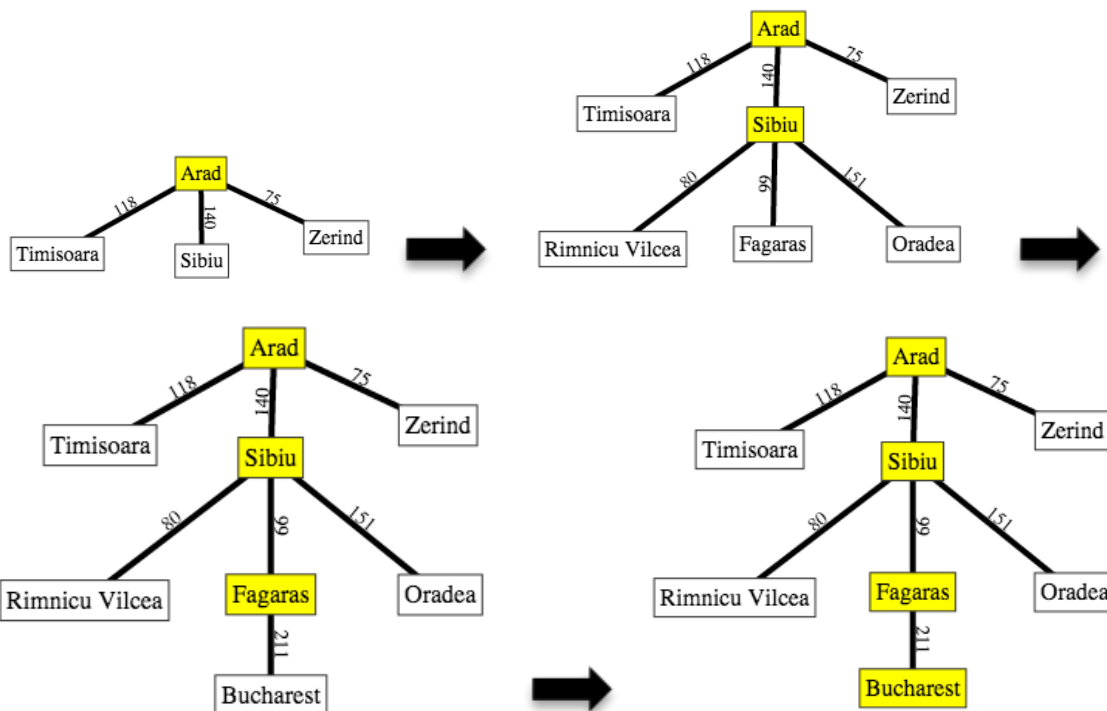 Arad
118
140
75
Timisoara
Sibiu
Zerind
Arad
118
140
75
Timisoara
Sibiu
Zerind
80
99
151
Rimnicu Vilcea
Fagaras
Oradea
Arad
118
140
75
Timisoara
Sibiu
Zerind
80
99
151
Rimnicu Vilcea
Fagaras
Oradea
211
Bucharest
Arad
118
140
75
Timisoara
Sibiu
Zerind
80
99
151
Rimnicu Vilcea
Fagaras
Oradea
211
Bucharest